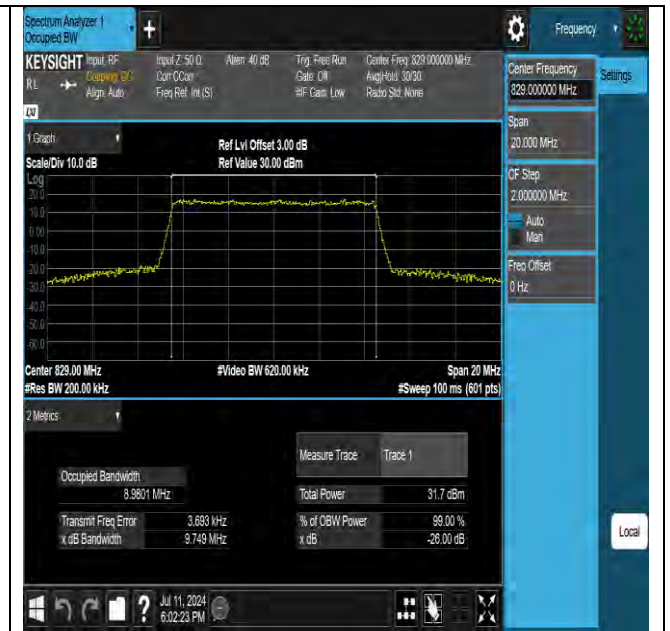 Spectrum Analyzer 1
Occupied BW
+
Frequency
KEYSIGHT Input: RF Input Z: 50 Ω Atten: 40 dB Trig: Free Run Center Freq: 829.000000 MHz
RL Coupling: DC Corr CCorr Gate: Off Avg|Hold: 30/30
Align: Auto Freq Ref: Int (S) #IF Gain: Low Radio Std: None
LVI
Center Frequency
829.000000 MHz
Settings
Span
20.000 MHz
CF Step
2.000000 MHz
Auto
Man
Freq Offset
0 Hz
1 Graph
Ref Lvl Offset 3.00 dB
Scale/Div 10.0 dB Ref Value 30.00 dBm
Log
20.0
10.0
0.00
-10.0
-20.0
-30.0
-40.0
-50.0
-60.0
Center 829.00 MHz #Video BW 620.00 kHz Span 20 MHz
#Res BW 200.00 kHz #Sweep 100 ms (601 pts)
2 Metrics
Measure Trace Trace 1
Occupied Bandwidth
8.9801 MHz Total Power 31.7 dBm
Transmit Freq Error 3.693 kHz % of OBW Power 99.00 %
x dB Bandwidth 9.749 MHz x dB -26.00 dB
Local
? Jul 11, 2024
6:02:23 PM